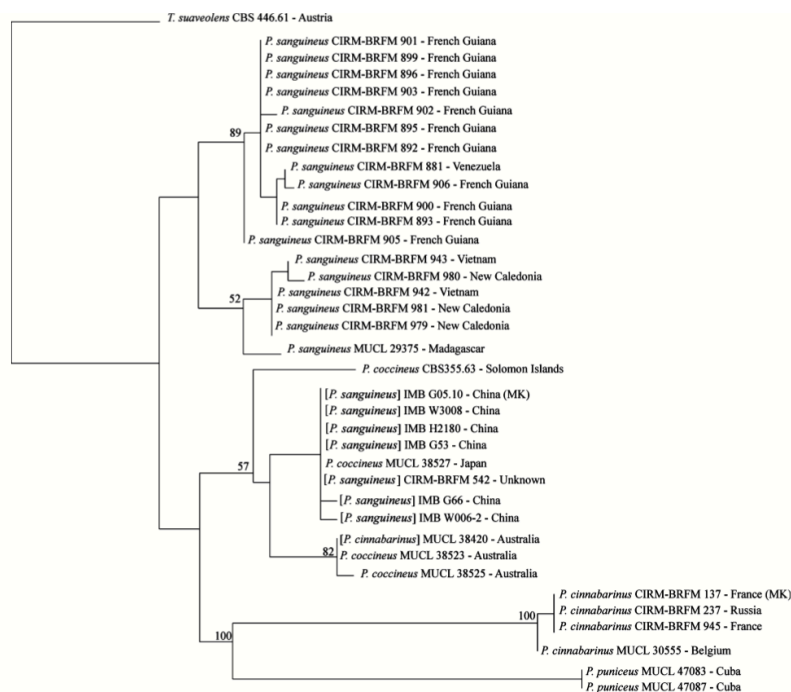 T. suaveolens CBS 446.61 - Austria
P. sanguineus CIRM-BRFM 901 - French Guiana
P. sanguineus CIRM-BRFM 899 - French Guiana
P. sanguineus CIRM-BRFM 896 - French Guiana
P. sanguineus CIRM-BRFM 903 - French Guiana
P. sanguineus CIRM-BRFM 902 - French Guiana
89
P. sanguineus CIRM-BRFM 895 - French Guiana
P. sanguineus CIRM-BRFM 892 - French Guiana
P. sanguineus CIRM-BRFM 881 - Venezuela
P. sanguineus CIRM-BRFM 906 - French Guiana
P. sanguineus CIRM-BRFM 900 - French Guiana
P. sanguineus CIRM-BRFM 893 - French Guiana
P. sanguineus CIRM-BRFM 905 - French Guiana
P. sanguineus CIRM-BRFM 943 - Vietnam
P. sanguineus CIRM-BRFM 980 - New Caledonia
P. sanguineus CIRM-BRFM 942 - Vietnam
52
P. sanguineus CIRM-BRFM 981 - New Caledonia
P. sanguineus CIRM-BRFM 979 - New Caledonia
P. sanguineus MUCL 29375 - Madagascar
P. coccineus CBS355.63 - Solomon Islands
[P. sanguineus] IMB G05.10 - China (MK)
[P. sanguineus] IMB W3008 - China
[P. sanguineus] IMB H2180 - China
[P. sanguineus] IMB G53 - China
P. coccineus MUCL 38527 - Japan
57
[P. sanguineus] CIRM-BRFM 542 - Unknown
[P. sanguineus] IMB G66 - China
[P. sanguineus] IMB W006-2 - China
[P. cinnabarinus] MUCL 38420 - Australia
82
P. coccineus MUCL 38523 - Australia
P. coccineus MUCL 38525 - Australia
P. cinnabarinus CIRM-BRFM 137 - France (MK)
P. cinnabarinus CIRM-BRFM 237 - Russia
100
P. cinnabarinus CIRM-BRFM 945 - France
100
P. cinnabarinus MUCL 30555 - Belgium
P. puniceus MUCL 47083 - Cuba
P. puniceus MUCL 47087 - Cuba